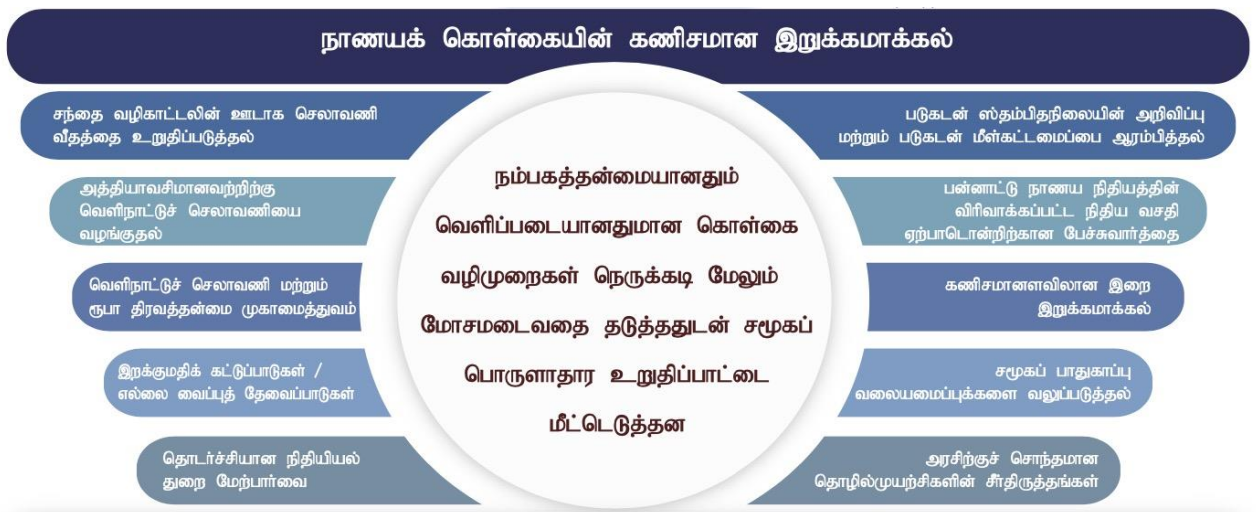 நாணயக் கொள்கையின் கணிசமான இறுக்கமாக்கல்
சந்தை வழிகாட்டலின் ஊடாக செலாவணி
வீதத்தை உறுதிப்படுத்தல்
அத்தியாவசிமானவற்றிற்கு
வெளிநாட்டுச் செலாவணியை
வழங்குதல்
வெளிநாட்டுச் செலாவணி மற்றும்
ரூபா திரவத்தன்மை முகாமைத்துவம்
இறக்குமதிக் கட்டுப்பாடுகள் /
எல்லை வைப்புத் தேவைப்பாடுகள்
தொடர்ச்சியான நிதியியல்
துறை மேற்பார்வை
நம்பகத்தன்மையானதும்
வெளிப்படையானதுமான கொள்கை
வழிமுறைகள் நெருக்கடி மேலும்
மோசமடைவதை தடுத்ததுடன் சமூகப்
பொருளாதார உறுதிப்பாட்டை
மீட்டெடுத்தன
படுகடன் ஸ்தம்பிதநிலையின் அறிவிப்பு
மற்றும் படுகடன் மீள்கட்டமைப்பை ஆரம்பித்தல்
பன்னாட்டு நாணய நிதியத்தின்
விரிவாக்கப்பட்ட நிதிய வசதி
ஏற்பாடொன்றிற்கான பேச்சுவார்த்தை
கணிசமானளவிலான இறை
இறுக்கமாக்கல்
சமூகப் பாதுகாப்பு
வலையமைப்புக்களை வலுப்படுத்தல்
அரசிற்குச் சொந்தமான
தொழில்முயற்சிகளின் சீர்திருத்தங்கள்